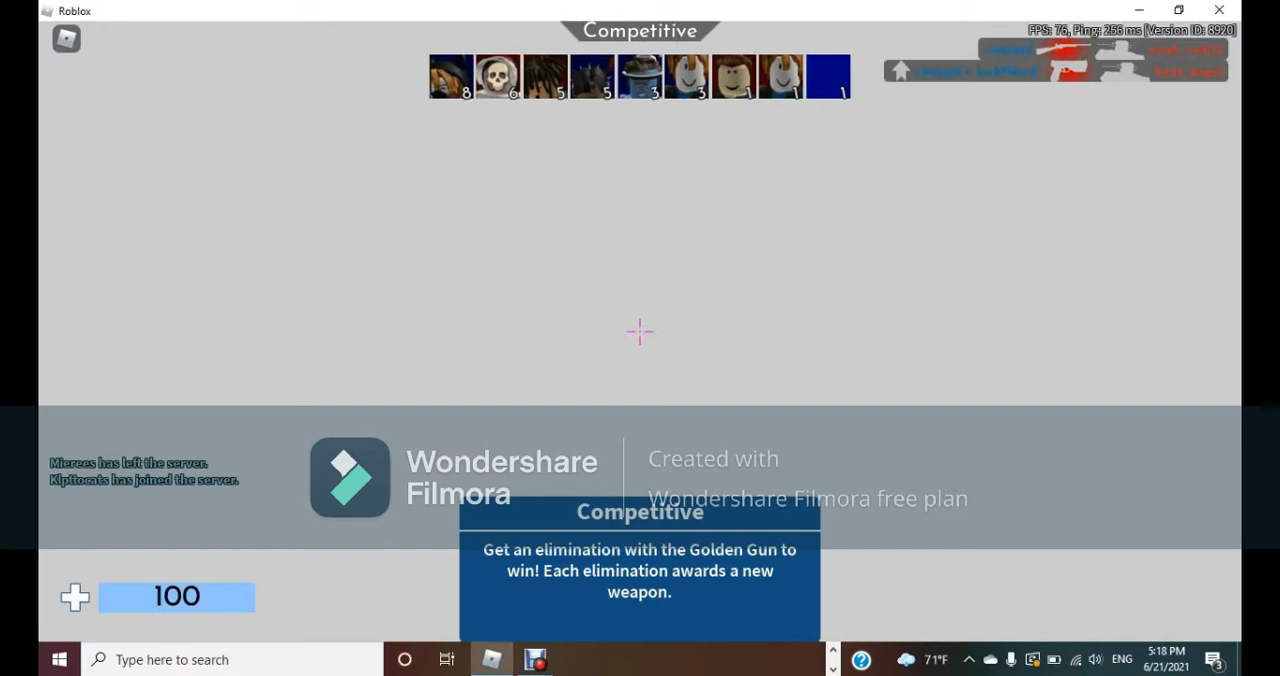 Roblox
Competitive
FPS: 76, Ping: 256 ms [Version ID: 8920]
8 6 5 5 3 3 1 1 1
Mierees has left the server.
Klpttocats has joined the server.
Wondershare
Filmora
Created with
Wondershare Filmora free plan
Competitive
Get an elimination with the Golden Gun to
win! Each elimination awards a new
weapon.
100
Type here to search
71°F
ENG
5:18 PM
6/21/2021
3